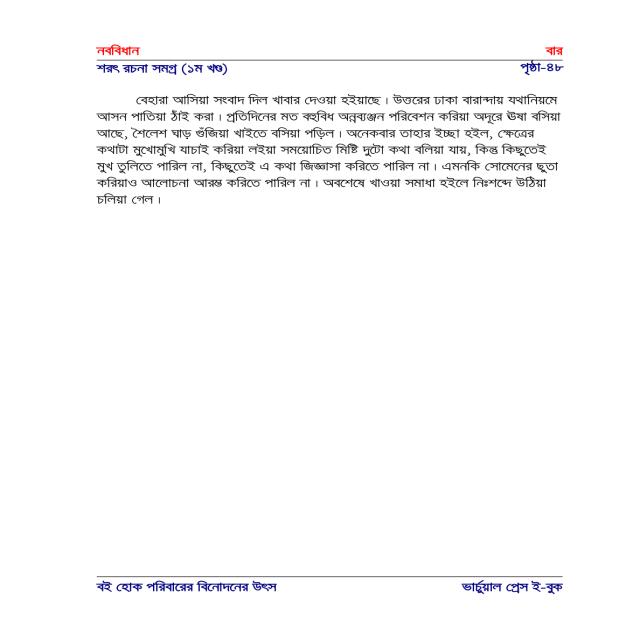 নববিধান বার
শরৎ রচনা সমগ্র (১ম খণ্ড) পৃষ্ঠা-৪৮
বেহারা আসিয়া সংবাদ দিল খাবার দেওয়া হইয়াছে। উত্তরের ঢাকা বারান্দায় যথানিয়মে
আসন পাতিয়া ঠাঁই করা। প্রতিদিনের মত বহুবিধ অন্নব্যঞ্জন পরিবেশন করিয়া অদূরে ঊষা বসিয়া
আছে, শৈলেশ ঘাড় গুঁজিয়া খাইতে বসিয়া পড়িল। অনেকবার তাহার ইচ্ছা হইল, ক্ষেত্রের
কথাটা মুখোমুখি যাচাই করিয়া লইয়া সময়োচিত মিষ্টি দুটো কথা বলিয়া যায়, কিন্তু কিছুতেই
মুখ তুলিতে পারিল না, কিছুতেই এ কথা জিজ্ঞাসা করিতে পারিল না। এমনকি সোমেনের ছুতা
করিয়াও আলোচনা আরম্ভ করিতে পারিল না। অবশেষে খাওয়া সমাধা হইলে নিঃশব্দে উঠিয়া
চলিয়া গেল।
বই হোক পরিবারের বিনোদনের উৎস ভার্চুয়াল প্রেস ই-বুক